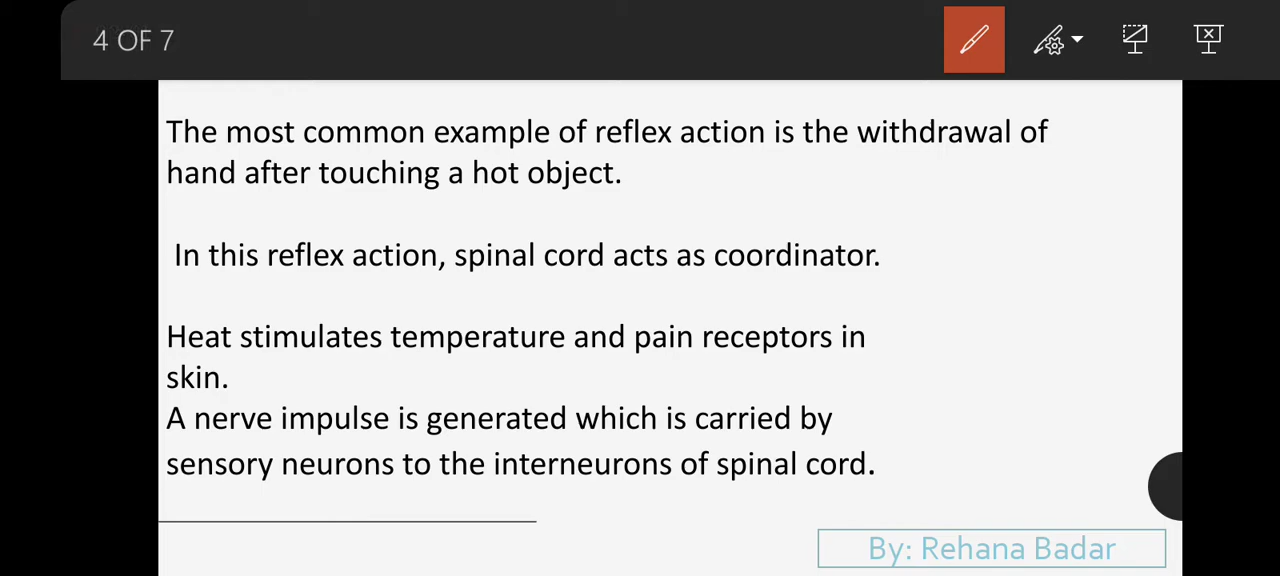 4 OF 7
The most common example of reflex action is the withdrawal of
hand after touching a hot object.
In this reflex action, spinal cord acts as coordinator.
Heat stimulates temperature and pain receptors in
skin.
A nerve impulse is generated which is carried by
sensory neurons to the interneurons of spinal cord.
By: Rehana Badar